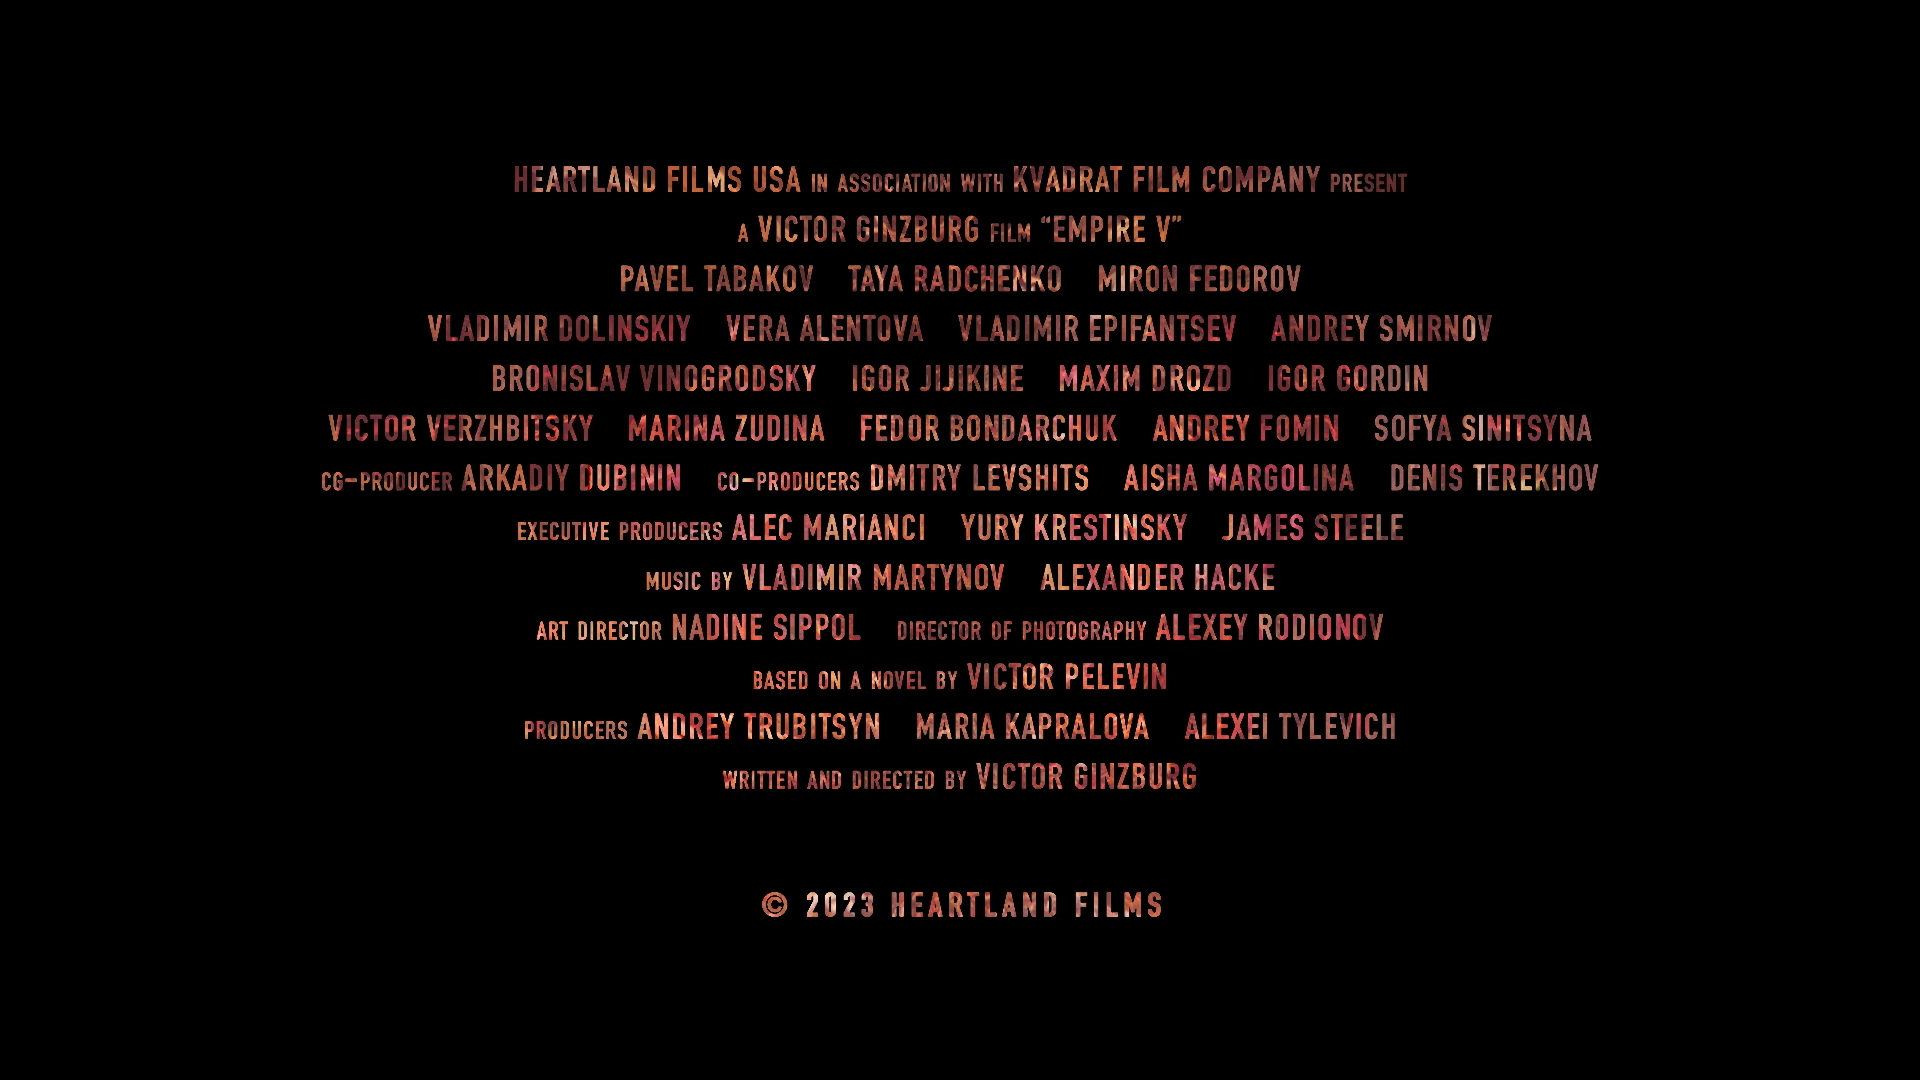 HEARTLAND FILMS USA IN ASSOCIATION WITH KVADRAT FILM COMPANY PRESENT
A VICTOR GINZBURG FILM “EMPIRE V”
PAVEL TABAKOV TAYA RADCHENKO MIRON FEDOROV
VLADIMIR DOLINSKIY VERA ALENTOVA VLADIMIR EPIFANTSEV ANDREY SMIRNOV
BRONISLAV VINOGRODSKY IGOR JIJIKINE MAXIM DROZD IGOR GORDIN
VICTOR VERZHBITSKY MARINA ZUDINA FEDOR BONDARCHUK ANDREY FOMIN SOFYA SINITSYNA
CG-PRODUCER ARKADIY DUBININ CO-PRODUCERS DMITRY LEVSHITS AISHA MARGOLINA DENIS TEREKHOV
EXECUTIVE PRODUCERS ALEC MARIANCI YURY KRESTINSKY JAMES STEELE
MUSIC BY VLADIMIR MARTYNOV ALEXANDER HACKE
ART DIRECTOR NADINE SIPPOL DIRECTOR OF PHOTOGRAPHY ALEXEY RODIONOV
BASED ON A NOVEL BY VICTOR PELEVIN
PRODUCERS ANDREY TRUBITSYN MARIA KAPRALOVA ALEXEI TYLEVICH
WRITTEN AND DIRECTED BY VICTOR GINZBURG
© 2023 HEARTLAND FILMS